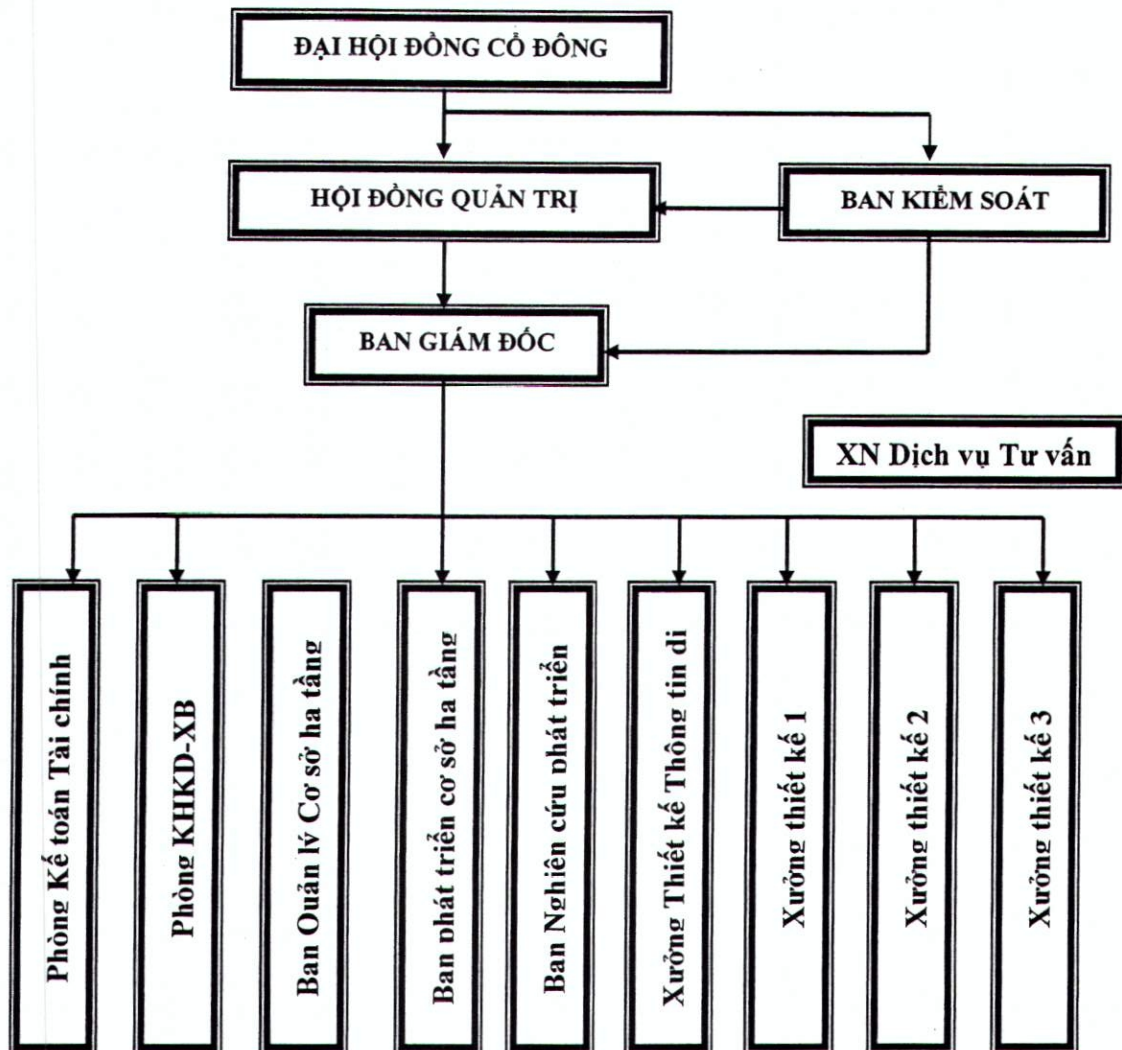 ĐẠI HỘI ĐỒNG CỔ ĐÔNG
HỘI ĐỒNG QUẢN TRỊ
BAN KIỂM SOÁT
BAN GIÁM ĐỐC
XN Dịch vụ Tư vấn
Phòng Kế toán Tài chính
Phòng KHKD-XB
Ban Quản lý Cơ sở hạ tầng
Ban phát triển cơ sở hạ tầng
Ban Nghiên cứu phát triển
Xưởng Thiết kế Thông tin di
Xưởng thiết kế 1
Xưởng thiết kế 2
Xưởng thiết kế 3